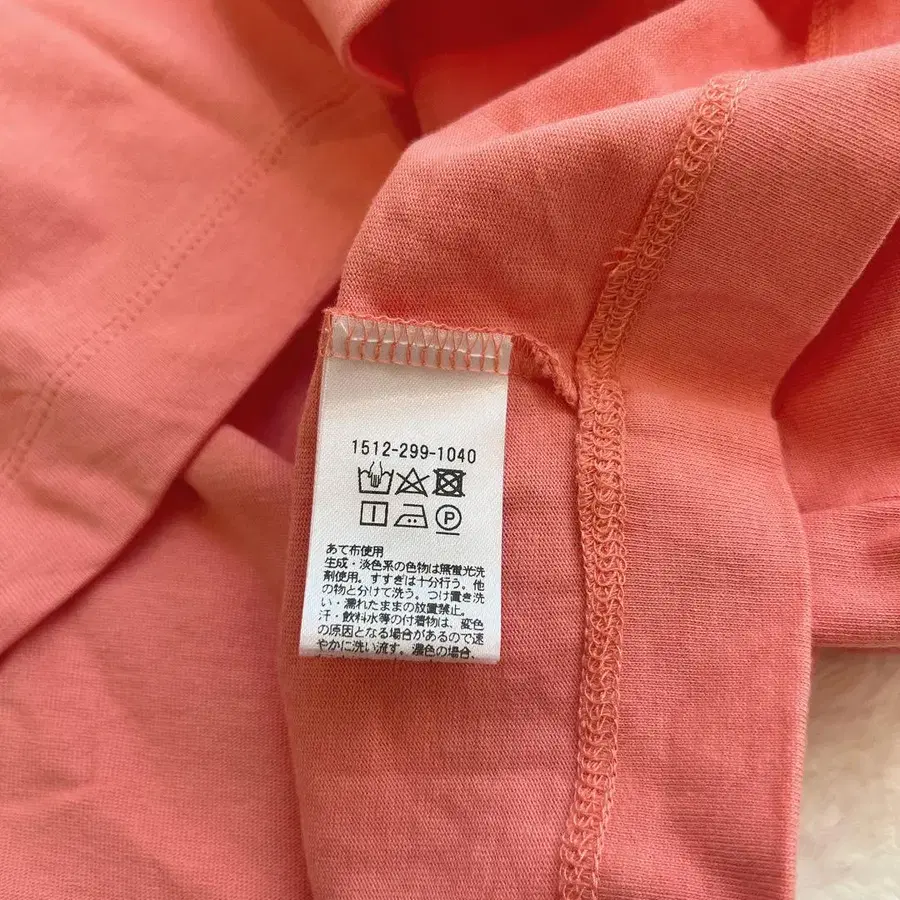 1512-299-1040
P
あて布使用
生成・淡色系の色物は無蛍光洗
剤使用。すすぎは十分行う。他
の物と分けて洗う。つけ置き洗
い・濡れたままの放置禁止。
汗・飲料水等の付着物は、変色
の原因となる場合があるので速
やかに洗い流す。濃色の場合、